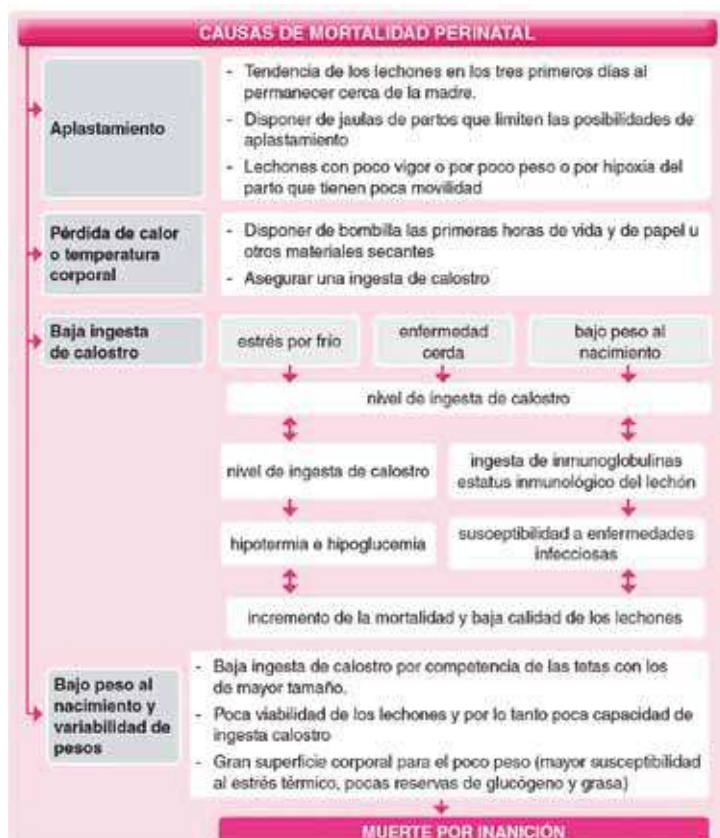 CAUSAS DE MORTALIDAD PERINATAL
Aplastamiento
- Tendencia de los lechones en los tres primeros días al
permanecer cerca de la madre.
- Disponer de jaulas de partos que limiten las posibilidades de
aplastamiento
- Lechones con poco vigor o por poco peso o por hipoxia del
parto que tienen poca movilidad
Pérdida de calor
o temperatura
corporal
- Disponer de bombilla las primeras horas de vida y de papel u
otros materiales secantes
- Asegurar una ingesta de calostro
Baja ingesta
de calostro
estrés por frío
enfermedad
cerda
bajo peso al
nacimiento
nivel de ingesta de calostro
nivel de ingesta de calostro
ingesta de inmunoglobulinas
estatus inmunológico del lechón
hipotermia e hipoglucemia
susceptibilidad a enfermedades
infecciosas
incremento de la mortalidad y baja calidad de los lechones
Bajo peso al
nacimiento y
variabilidad de
pesos
- Baja ingesta de calostro por competencia de las tetas con los
de mayor tamaño.
- Poca viabilidad de los lechones y por lo tanto poca capacidad de
ingesta calostro
- Gran superficie corporal para el poco peso (mayor susceptibilidad
al estrés térmico, pocas reservas de glucógeno y grasa)
MUERTE POR INANICIÓN